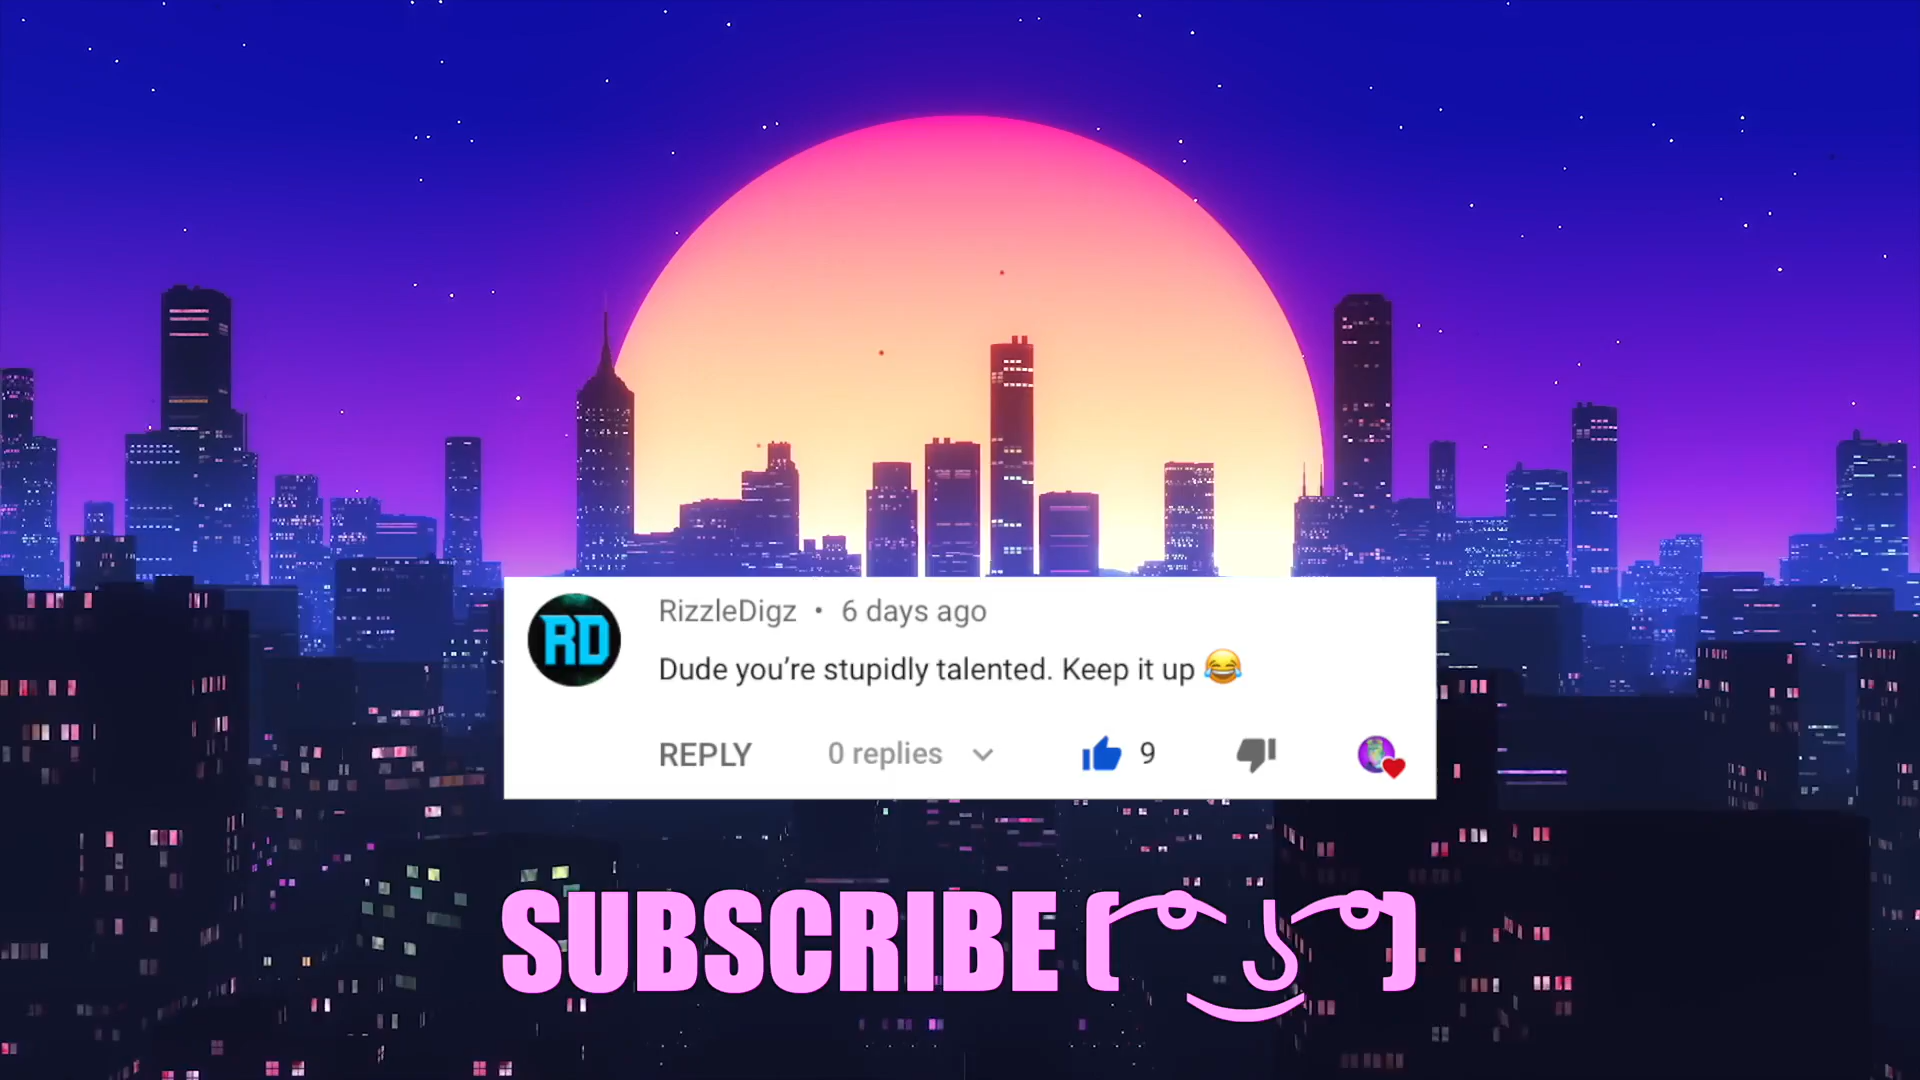 RizzleDigz • 6 days ago
RD
Dude you’re stupidly talented. Keep it up 😂
REPLY 0 replies 9
SUBSCRIBE ( ͡° ͜ʖ ͡°)